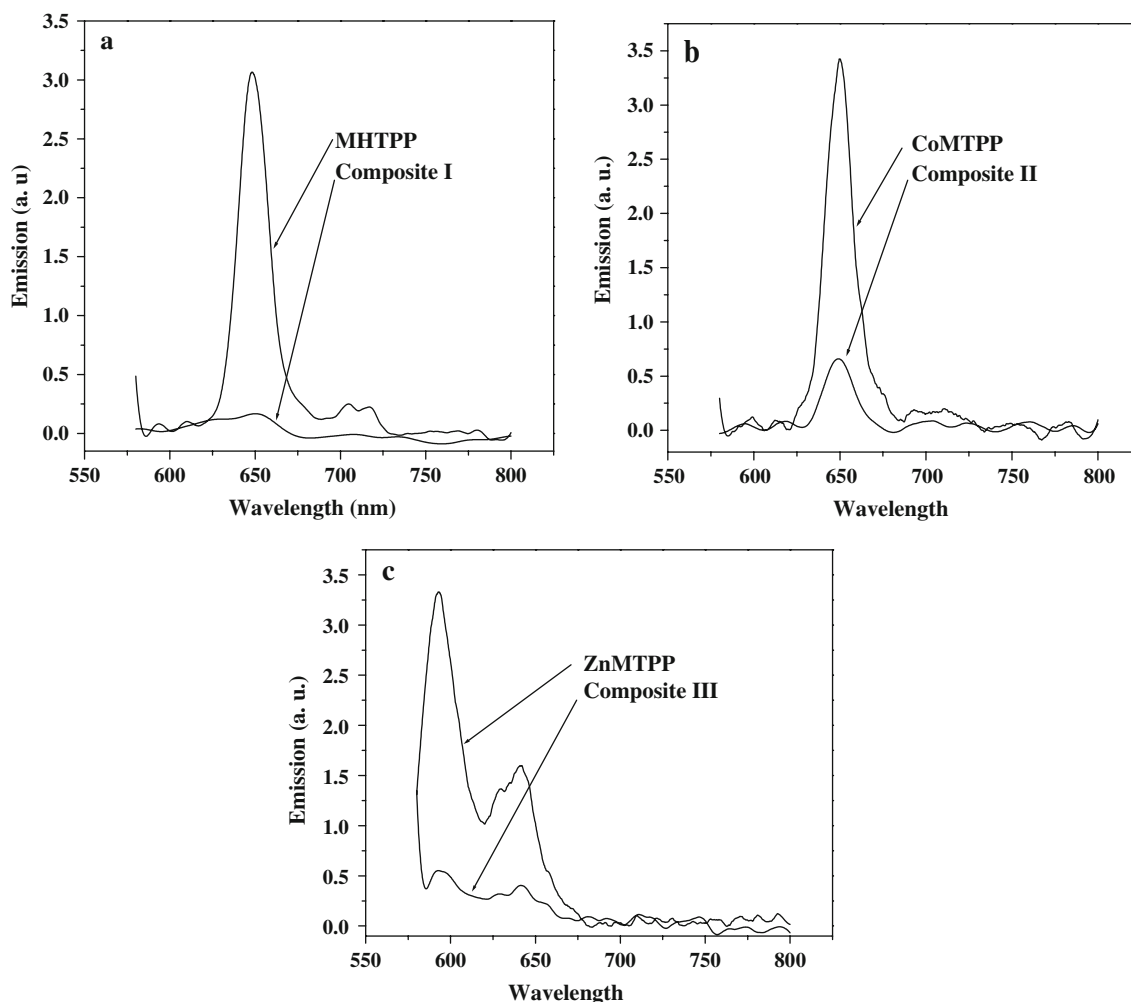 a
3.5
3.0
2.5
2.0
1.5
1.0
0.5
0.0
Emission (a. u)
MHTPP
Composite I
550 600 650 700 750 800
Wavelength (nm)
b
3.5
3.0
2.5
2.0
1.5
1.0
0.5
0.0
Emission (a. u.)
CoMTPP
Composite II
550 600 650 700 750 800
Wavelength
c
3.5
3.0
2.5
2.0
1.5
1.0
0.5
0.0
Emission (a. u.)
ZnMTPP
Composite III
550 600 650 700 750 800
Wavelength